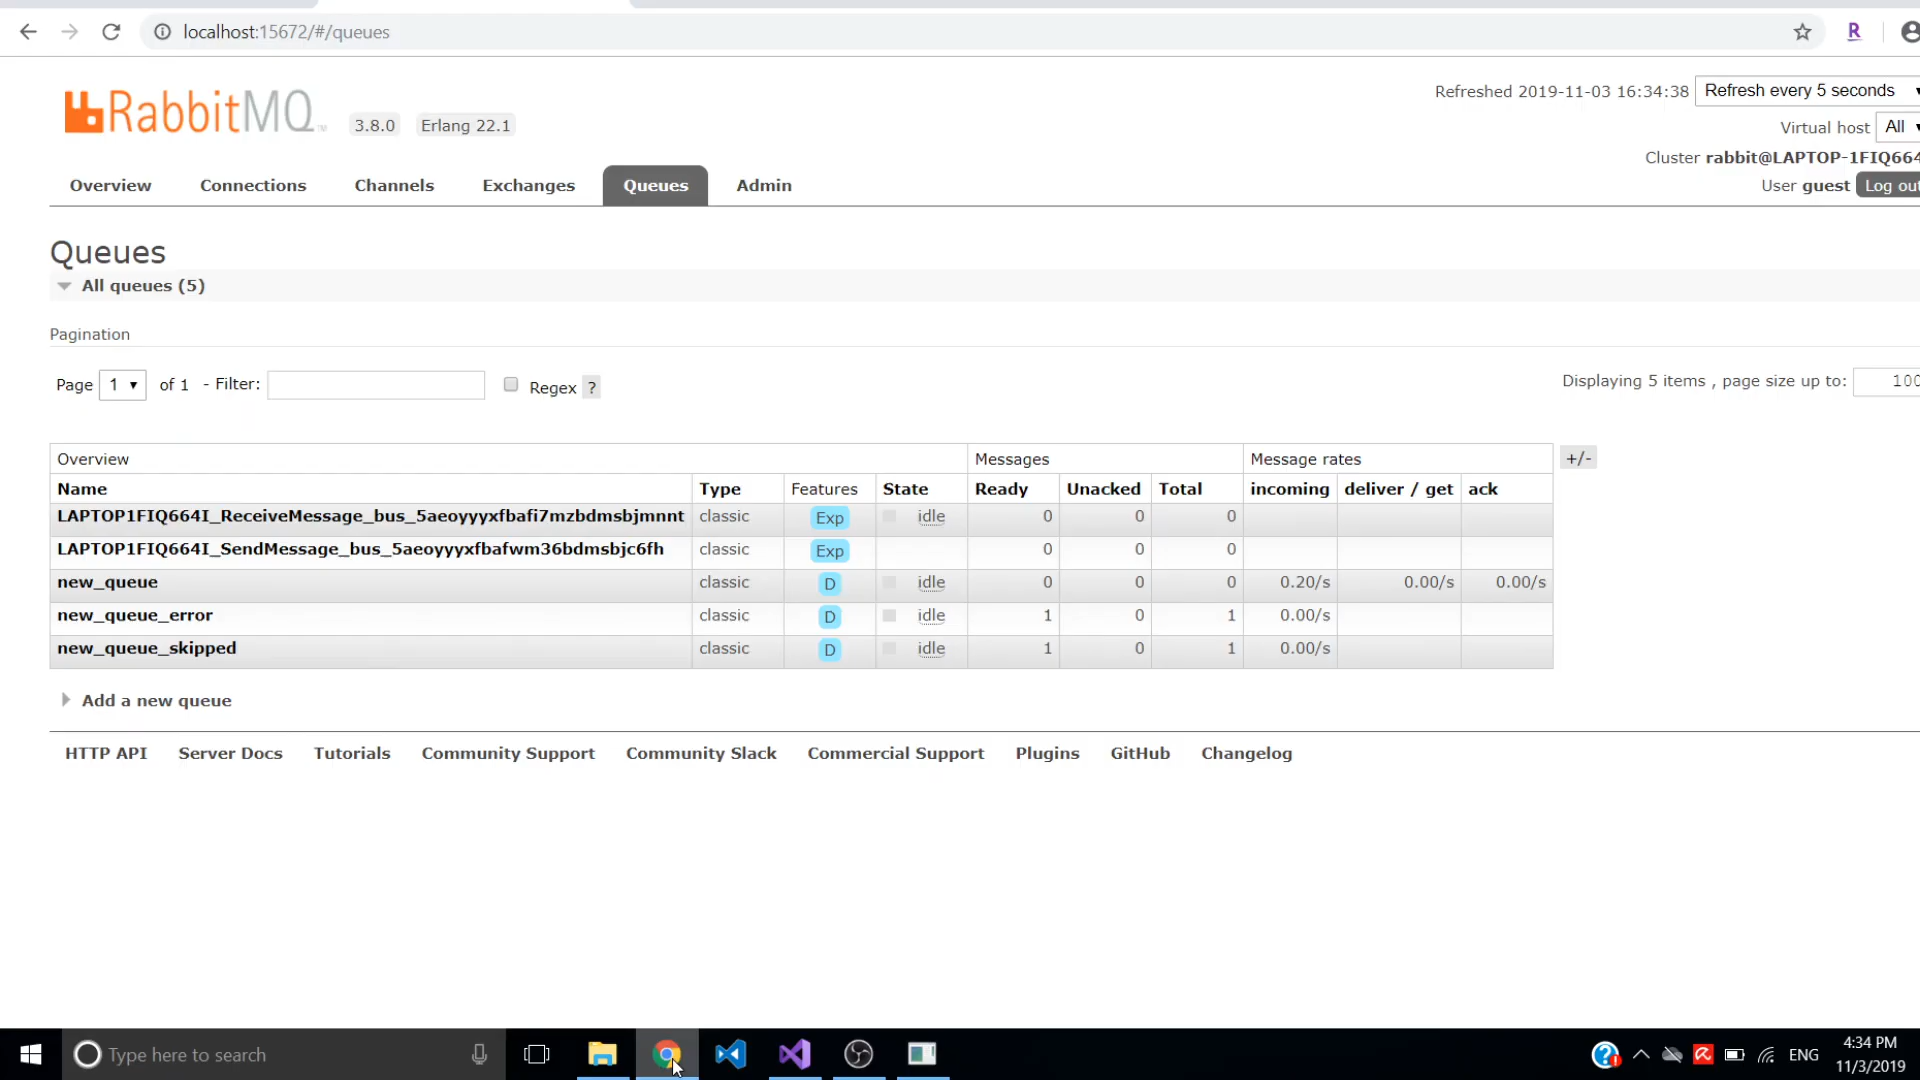 localhost:15672/#/queues
R
RabbitMQ TM 3.8.0 Erlang 22.1
Refreshed 2019-11-03 16:34:38 Refresh every 5 seconds
Virtual host All
Cluster rabbit@LAPTOP-1FIQ664
User guest Log out
Overview Connections Channels Exchanges Queues Admin
Queues
All queues (5)
Pagination
Page 1 of 1 - Filter: Regex ? Displaying 5 items , page size up to: 100
Overview Messages Message rates +/-
Name Type Features State Ready Unacked Total incoming deliver / get ack
LAPTOP1FIQ664I_ReceiveMessage_bus_5aeoyyyxfbafi7mzbdmsbjmnnt classic Exp idle 0 0 0
LAPTOP1FIQ664I_SendMessage_bus_5aeoyyyxfbafwm36bdmsbjc6fh classic Exp 0 0 0
new_queue classic D idle 0 0 0 0.20/s 0.00/s 0.00/s
new_queue_error classic D idle 1 0 1 0.00/s
new_queue_skipped classic D idle 1 0 1 0.00/s
Add a new queue
HTTP API Server Docs Tutorials Community Support Community Slack Commercial Support Plugins GitHub Changelog
Type here to search
ENG
4:34 PM
11/3/2019